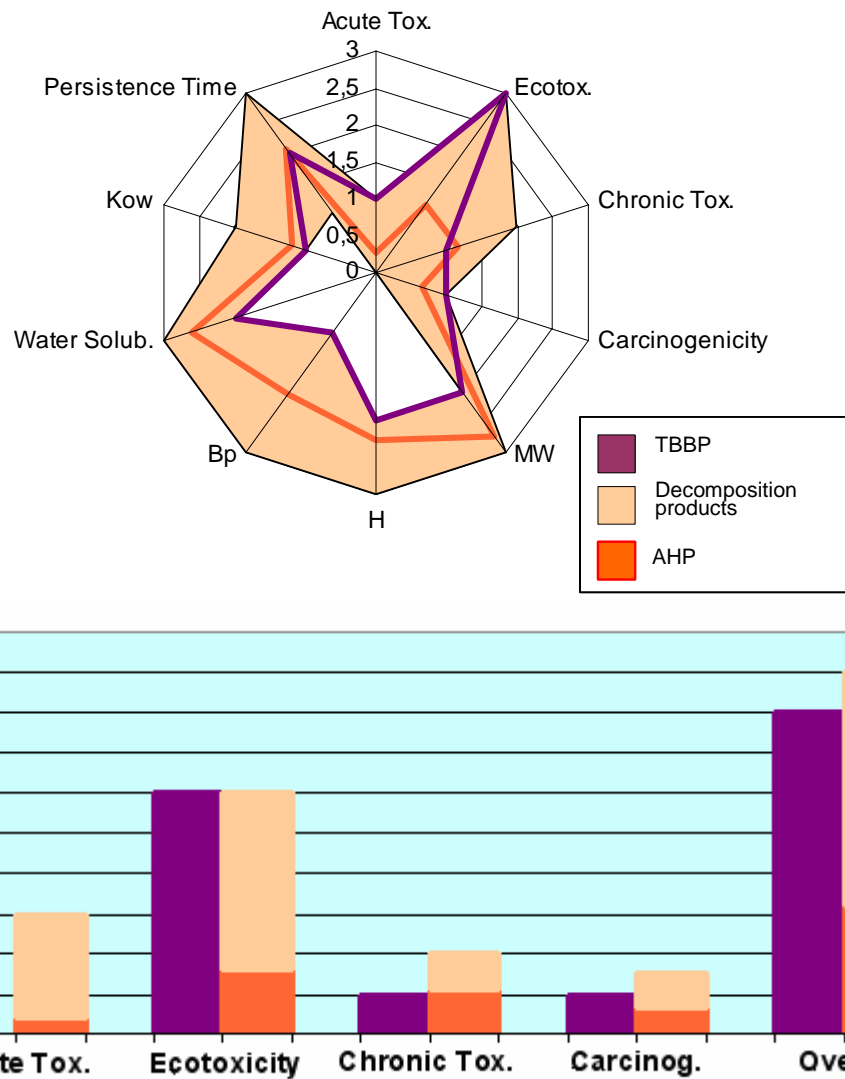 Acute Tox.
3
Persistence Time
2,5
Ecotox.
2
1,5
Kow
1
Chronic Tox.
0,5
0
Water Solub.
Carcinogenicity
Bp
MW
H
TBBP
Decomposition
products
AHP
te Tox. Ecotoxicity Chronic Tox. Carcinog. Ove